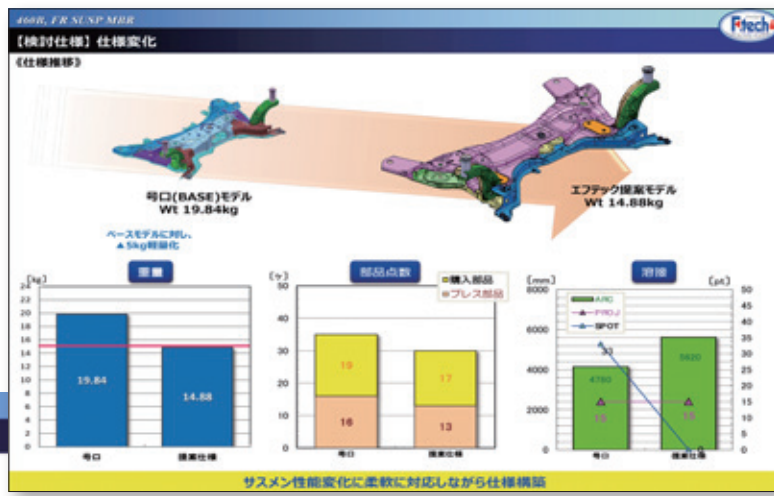 460B, FR SUSP MBR
F-tech
【検討仕様】仕様変化
《仕様推移》
号口(BASE)モデル
Wt 19.84kg
エフテック提案モデル
Wt 14.88kg
ベースモデルに対し、
▲5kg軽量化
重量
[kg]
24
22
20
18
16
14
12
10
8
6
4
2
0
19.84
14.88
号口
提案仕様
部品点数
[ヶ]
購入部品
プレス部品
50
40
30
20
10
0
19
16
17
13
号口
提案仕様
溶接
[mm]
[pt]
ARC
PROJ
SPOT
8000
6000
4000
2000
0
50
45
40
35
30
25
20
15
10
5
0
33
5620
15
15
0
号口
提案仕様
サスメン性能変化に柔軟に対応しながら仕様構築